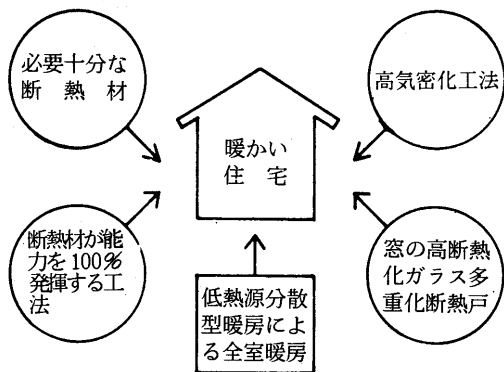 必要十分な
断熱材
高気密化工法
暖かい
住宅
断熱材が能
力を100%
発揮する工
法
低熱源分散
型暖房によ
る全室暖房
窓の高断熱
化ガラス多
重化断熱戸